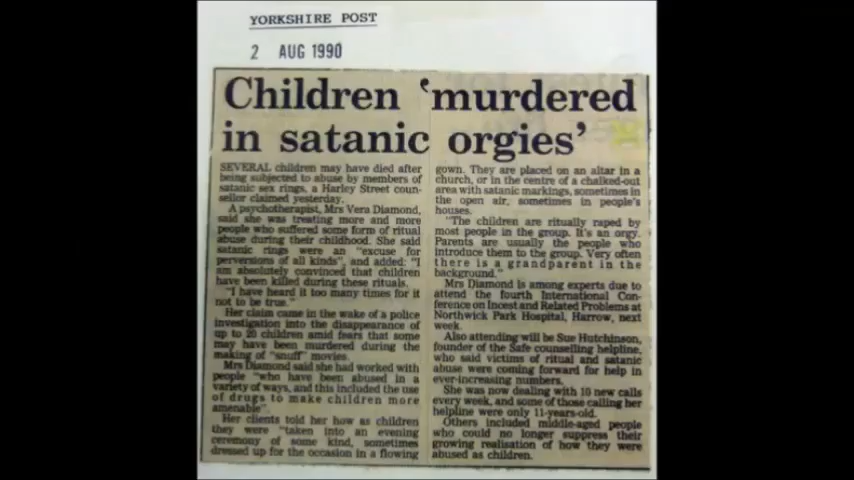 YORKSHIRE POST
2 AUG 1990
Children ‘murdered
in satanic orgies’
SEVERAL children may have died after
being subjected to abuse by members of
satanic sex rings, a Harley Street coun-
sellor claimed yesterday.
A psychotherapist, Mrs Vera Diamond,
said she was treating more and more
people who suffered some form of ritual
abuse during their childhood. She said
satanic rings were an "excuse for
perversions of all kinds", and added: "I
am absolutely convinced that children
have been killed during these rituals.
"I have heard it too many times for it
not to be true."
Her claim came in the wake of a police
investigation into the disappearance of
up to 20 children amid fears that some
may have been murdered during the
making of "snuff" movies.
Mrs Diamond said she had worked with
people "who have been abused in a
variety of ways, and this included the use
of drugs to make children more
amenable".
Her clients told her how as children
they were "taken into an evening
ceremony of some kind, sometimes
dressed up for the occasion in a flowing
gown. They are placed on an altar in a
church, or in the centre of a chalked-out
area with satanic markings, sometimes in
the open air, sometimes in people's
houses.
"The children are ritually raped by
most people in the group. It's an orgy.
Parents are usually the people who
introduce them to the group. Very often
there is a grandparent in the
background."
Mrs Diamond is among experts due to
attend the fourth International Con-
ference on Incest and Related Problems at
Northwick Park Hospital, Harrow, next
week.
Also attending will be Sue Hutchinson,
founder of the Safe counselling helpline,
who said victims of ritual and satanic
abuse were coming forward for help in
ever-increasing numbers.
She was now dealing with 10 new calls
every week, and some of those calling her
helpline were only 11-years-old.
Others included middle-aged people
who could no longer suppress their
growing realisation of how they were
abused as children.